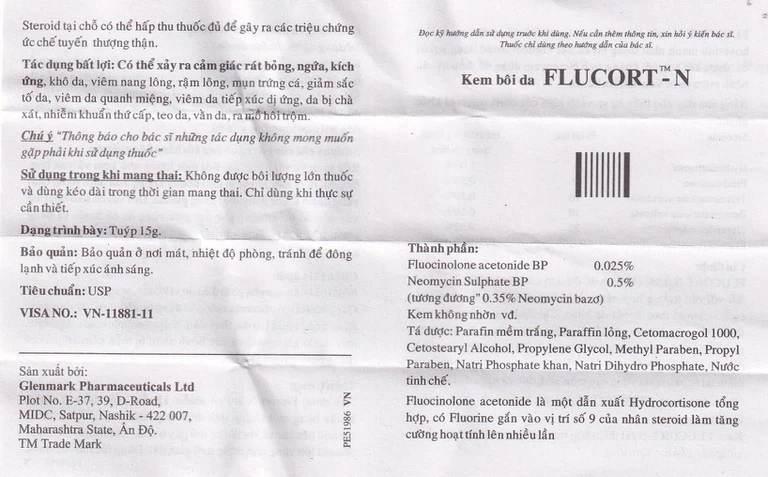 Steroid tại chỗ có thể hấp thu thuốc đủ để gây ra các triệu chứng
ức chế tuyến thượng thận.
Tác dụng bất lợi: Có thể xảy ra cảm giác rát bỏng, ngứa, kích
ứng, khô da, viêm nang lông, rậm lông, mụn trứng cá, giảm sắc
tố da, viêm da quanh miệng, viêm da tiếp xúc dị ứng, da bị chà
xát, nhiễm khuẩn thứ cấp, teo da, vằn da, ra mồ hôi trộm.
Chú ý "Thông báo cho bác sĩ những tác dụng không mong muốn
gặp phải khi sử dụng thuốc"
Sử dụng trong khi mang thai: Không được bôi lượng lớn thuốc
và dùng kéo dài trong thời gian mang thai. Chỉ dùng khi thực sự
cần thiết.
Dạng trình bày: Tuýp 15g.
Bảo quản: Bảo quản ở nơi mát, nhiệt độ phòng, tránh để đông
lạnh và tiếp xúc ánh sáng.
Tiêu chuẩn: USP
VISA NO.: VN-11881-11
Sản xuất bởi:
Glenmark Pharmaceuticals Ltd
Plot No. E-37, 39, D-Road,
MIDC, Satpur, Nashik - 422 007,
Maharashtra State, Ấn Độ.
TM Trade Mark
PE51986 VN
Đọc kỹ hướng dẫn sử dụng trước khi dùng. Nếu cần thêm thông tin, xin hỏi ý kiến bác sĩ.
Thuốc chỉ dùng theo hướng dẫn của bác sĩ.
Kem bôi da FLUCORT™-N
Thành phần:
Fluocinolone acetonide BP 0.025%
Neomycin Sulphate BP 0.5%
(tương đương" 0.35% Neomycin bazơ)
Kem không nhờn vđ.
Tá dược: Parafin mềm trắng, Paraffin lỏng, Cetomacrogol 1000,
Cetostearyl Alcohol, Propylene Glycol, Methyl Paraben, Propyl
Paraben, Natri Phosphate khan, Natri Dihydro Phosphate, Nước
tinh chế.
Fluocinolone acetonide là một dẫn xuất Hydrocortisone tổng
hợp, có Fluorine gắn vào vị trí số 9 của nhân steroid làm tăng
cường hoạt tính lên nhiều lần